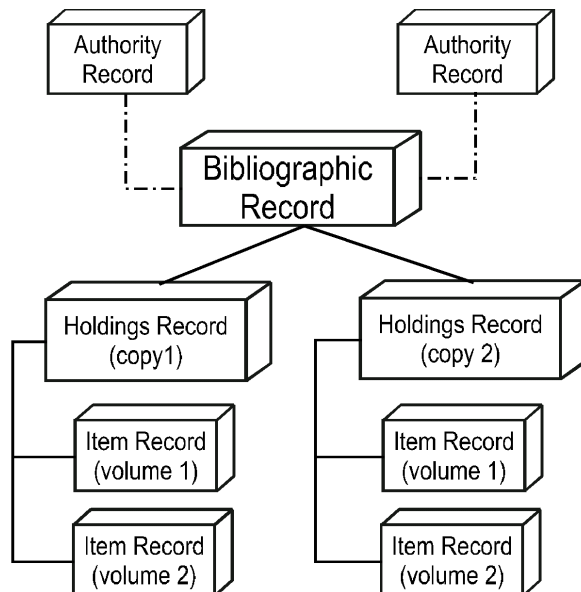 Authority
Record
Authority
Record
Bibliographic
Record
Holdings Record
(copy1)
Holdings Record
(copy 2)
Item Record
(volume 1)
Item Record
(volume 1)
Item Record
(volume 2)
Item Record
(volume 2)